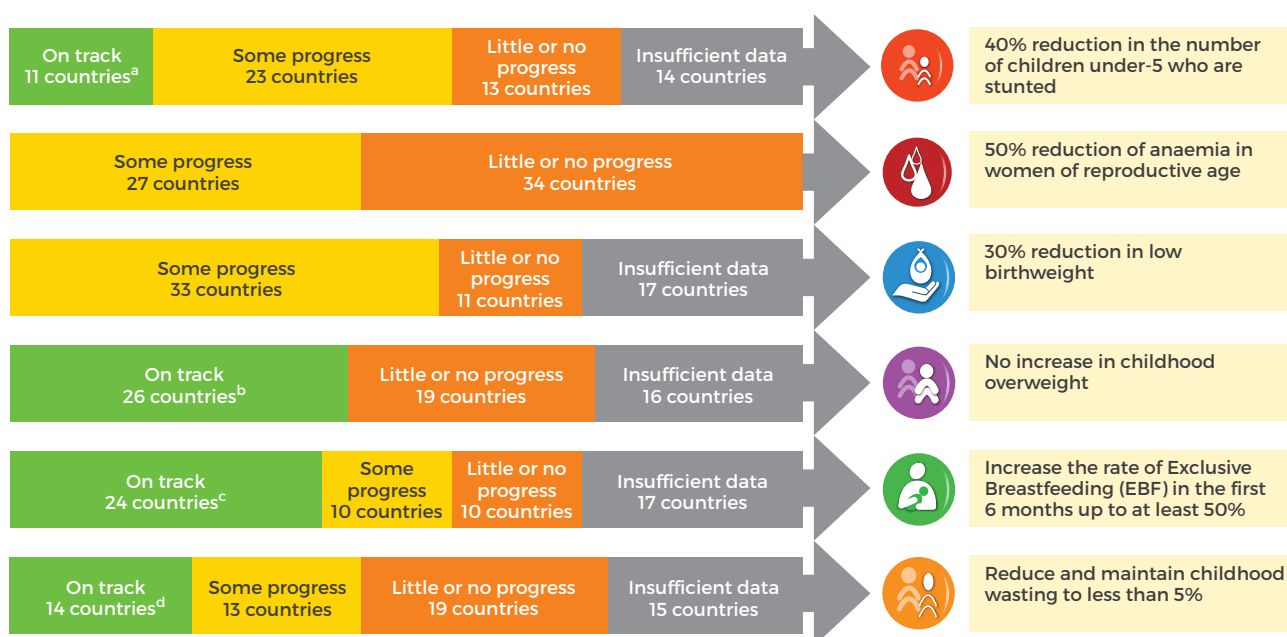 On track
11 countriesa
Some progress
23 countries
Little or no
progress
13 countries
Insufficient data
14 countries
40% reduction in the number
of children under-5 who are
stunted
Some progress
27 countries
Little or no progress
34 countries
50% reduction of anaemia in
women of reproductive age
Some progress
33 countries
Little or no
progress
11 countries
Insufficient data
17 countries
30% reduction in low
birthweight
On track
26 countriesb
Little or no progress
19 countries
Insufficient data
16 countries
No increase in childhood
overweight
On track
24 countriesc
Some
progress
10 countries
Little or no
progress
10 countries
Insufficient data
17 countries
Increase the rate of Exclusive
Breastfeeding (EBF) in the first
6 months up to at least 50%
On track
14 countriesd
Some progress
13 countries
Little or no progress
19 countries
Insufficient data
15 countries
Reduce and maintain childhood
wasting to less than 5%